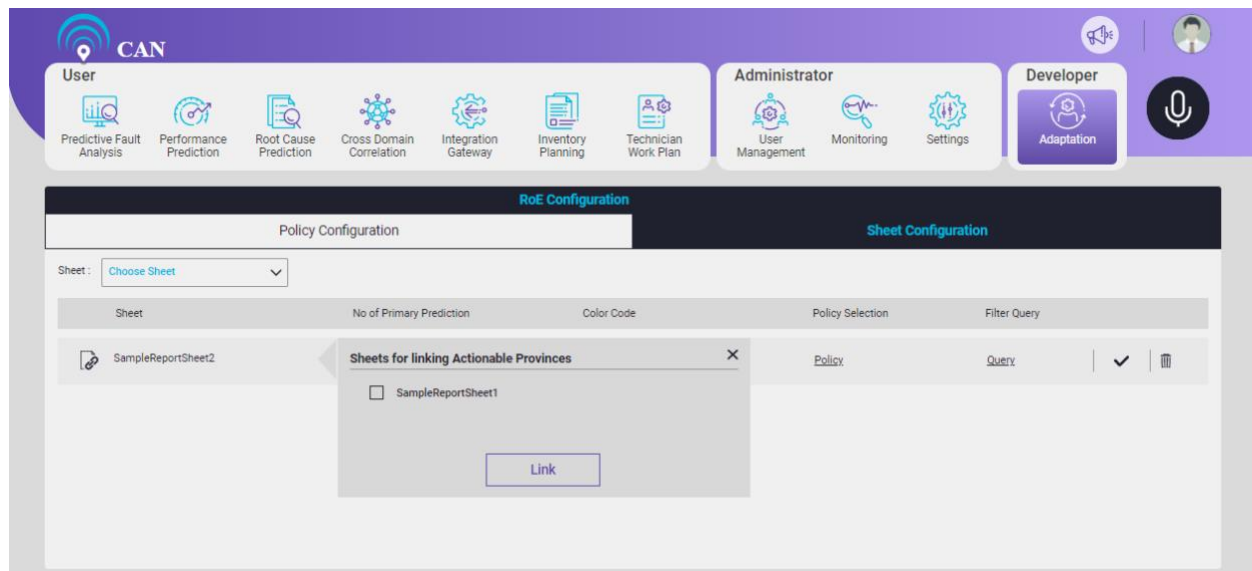 CAN
User
Administrator
Developer
Predictive Fault
Analysis
Performance
Prediction
Root Cause
Prediction
Cross Domain
Correlation
Integration
Gateway
Inventory
Planning
Technician
Work Plan
User
Management
Monitoring
Settings
Adaptation
RoE Configuration
Policy Configuration
Sheet Configuration
Sheet :
Choose Sheet
Sheet
No of Primary Prediction
Color Code
Policy Selection
Filter Query
SampleReportSheet2
Sheets for linking Actionable Provinces
Policy
Query
SampleReportSheet1
Link